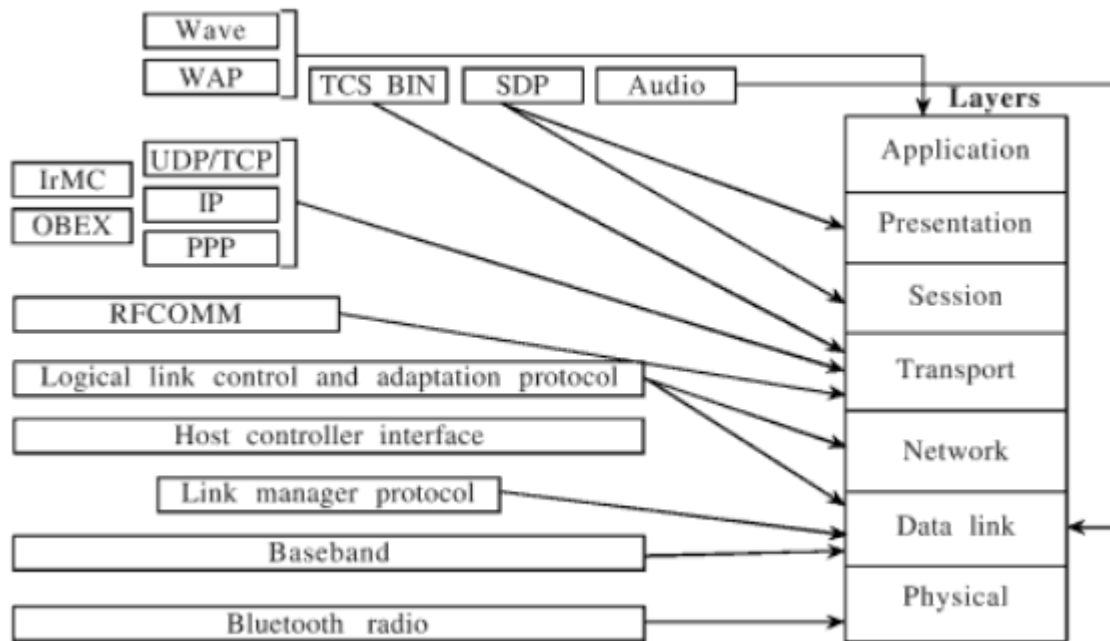 Wave
WAP
TCS BIN
SDP
Audio
Layers
Application
UDP/TCP
IrMC
IP
OBEX
PPP
Presentation
Session
RFCOMM
Transport
Logical link control and adaptation protocol
Host controller interface
Network
Link manager protocol
Data link
Baseband
Physical
Bluetooth radio